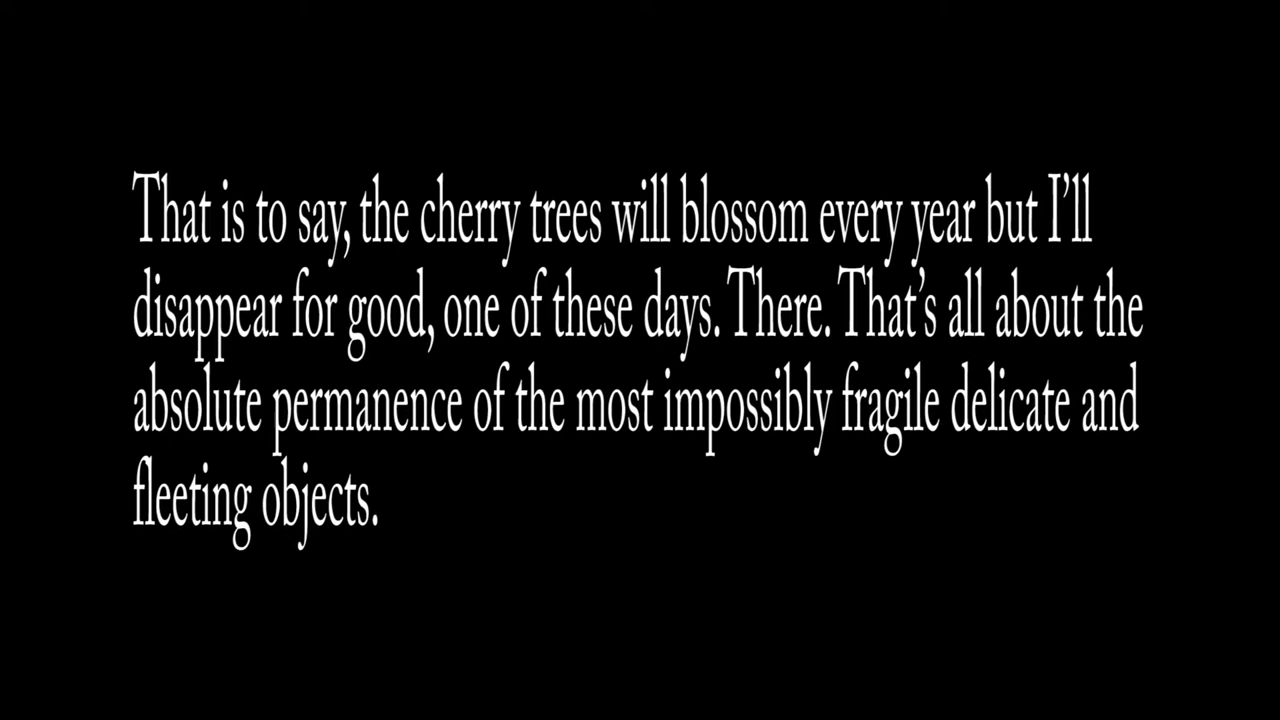 That is to say, the cherry trees will blossom every year but I’ll
disappear for good, one of these days. There. That’s all about the
absolute permanence of the most impossibly fragile delicate and
fleeting objects.